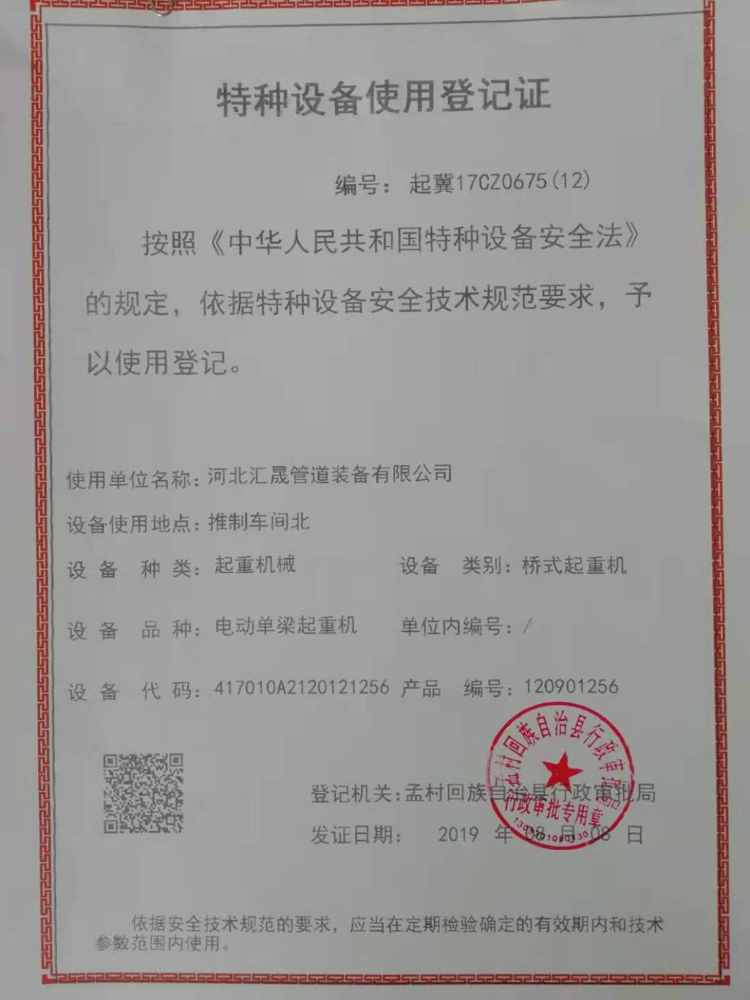 特种设备使用登记证
编号： 起冀17CZ0675(12)
按照《中华人民共和国特种设备安全法》
的规定，依据特种设备安全技术规范要求，予
以使用登记。
使用单位名称：河北汇晟管道装备有限公司
设备使用地点：推制车间北
设 备 种 类：起重机械 设备 类别：桥式起重机
设 备 品 种：电动单梁起重机 单位内编号：/
设 备 代 码：417010A2120121256 产品 编号：120901256
登记机关：孟村回族自治县行政审批局
发证日期： 2019 年 08 月 08 日
孟村回族自治县行政审批局
行政审批专用章
依据安全技术规范的要求，应当在定期检验确定的有效期内和技术
参数范围内使用。